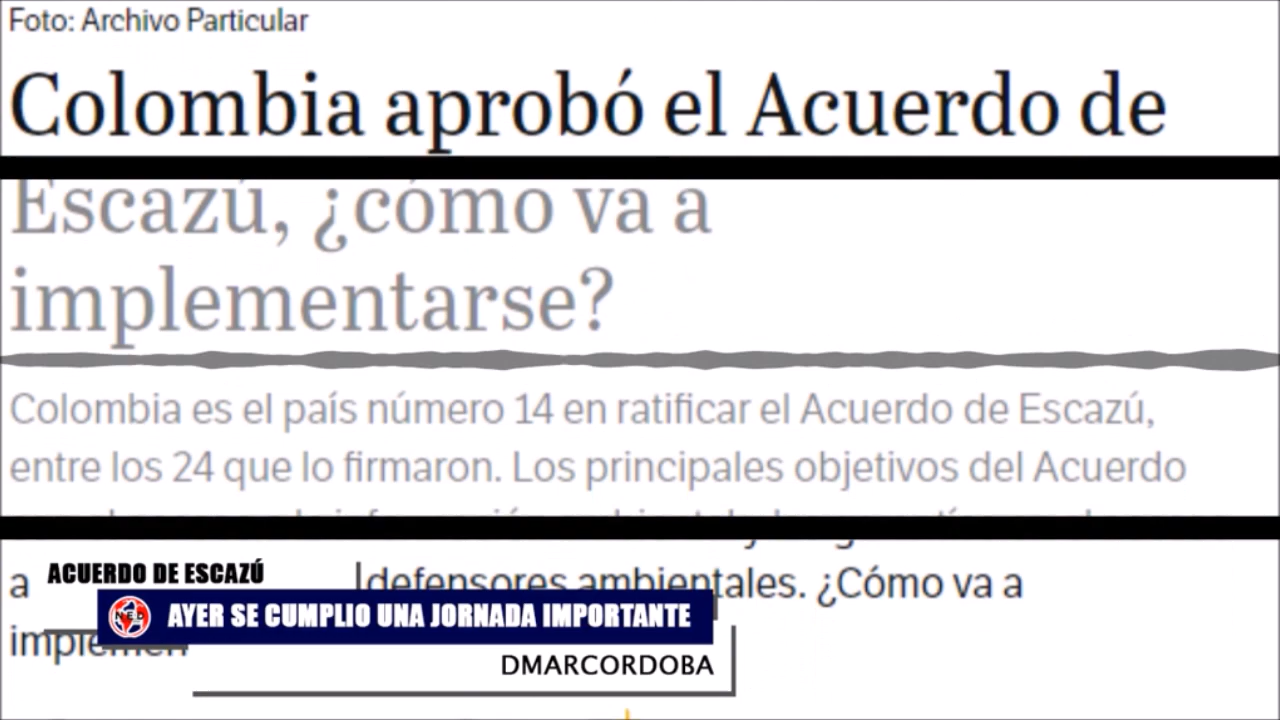 Foto: Archivo Particular
Colombia aprobó el Acuerdo de
Escazú, ¿cómo va a
implementarse?
Colombia es el país número 14 en ratificar el Acuerdo de Escazú,
entre los 24 que lo firmaron. Los principales objetivos del Acuerdo
a defensores ambientales. ¿Cómo va a
ACUERDO DE ESCAZÚ
AYER SE CUMPLIO UNA JORNADA IMPORTANTE
DMARCORDOBA